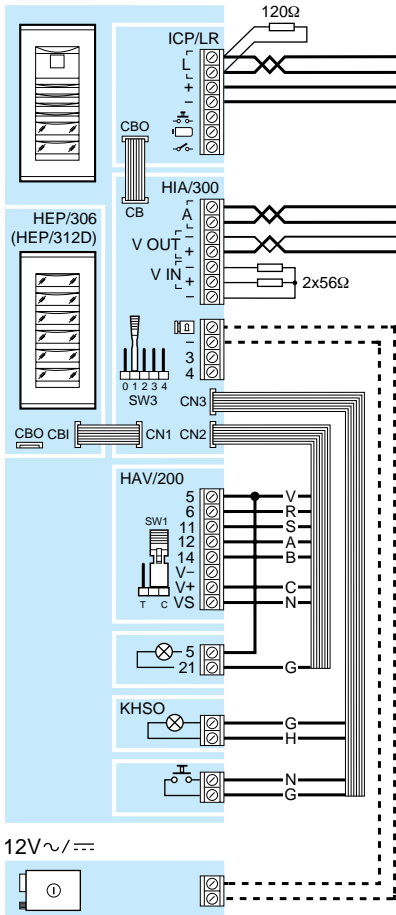 120Ω
ICP/LR
L
+
−
CBO
CB
HIA/300
A
−
V OUT
+
−
V IN
+
−
2x56Ω
HEP/306
(HEP/312D)
−
3
4
0 1 2 3 4
SW3
CN3
CBO CBI CN1 CN2
HAV/200
5 V
6 R
11 S
12 A
14 B
V−
V+ C
VS N
SW1
T C
5
21 G
KHSO
G
H
N
G
12V~/⎓